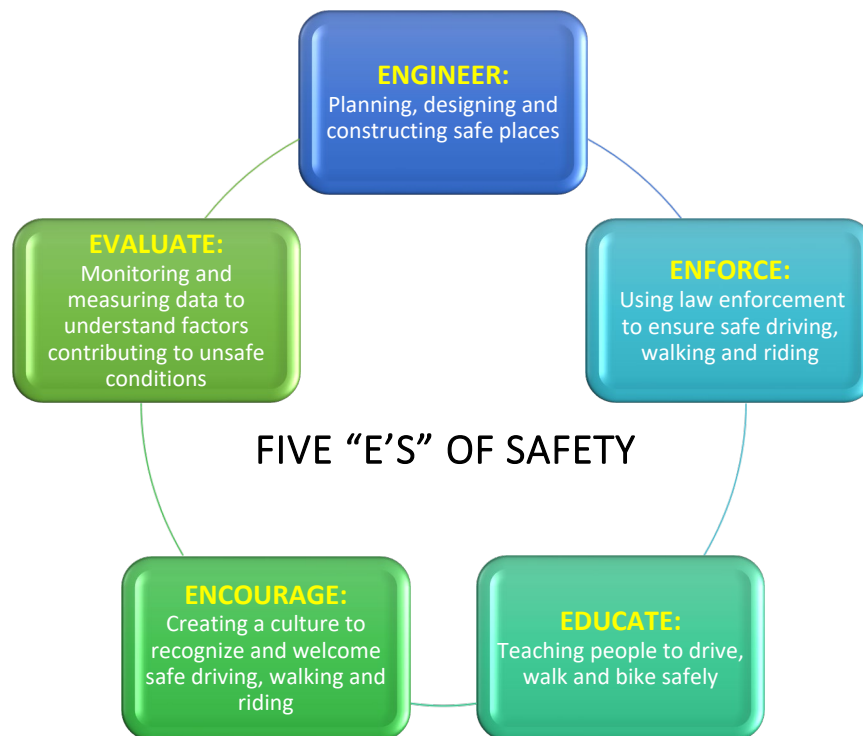 ENGINEER:
Planning, designing and
constructing safe places
EVALUATE:
Monitoring and
measuring data to
understand factors
contributing to unsafe
conditions
ENFORCE:
Using law enforcement
to ensure safe driving,
walking and riding
FIVE “E’S” OF SAFETY
ENCOURAGE:
Creating a culture to
recognize and welcome
safe driving, walking and
riding
EDUCATE:
Teaching people to drive,
walk and bike safely